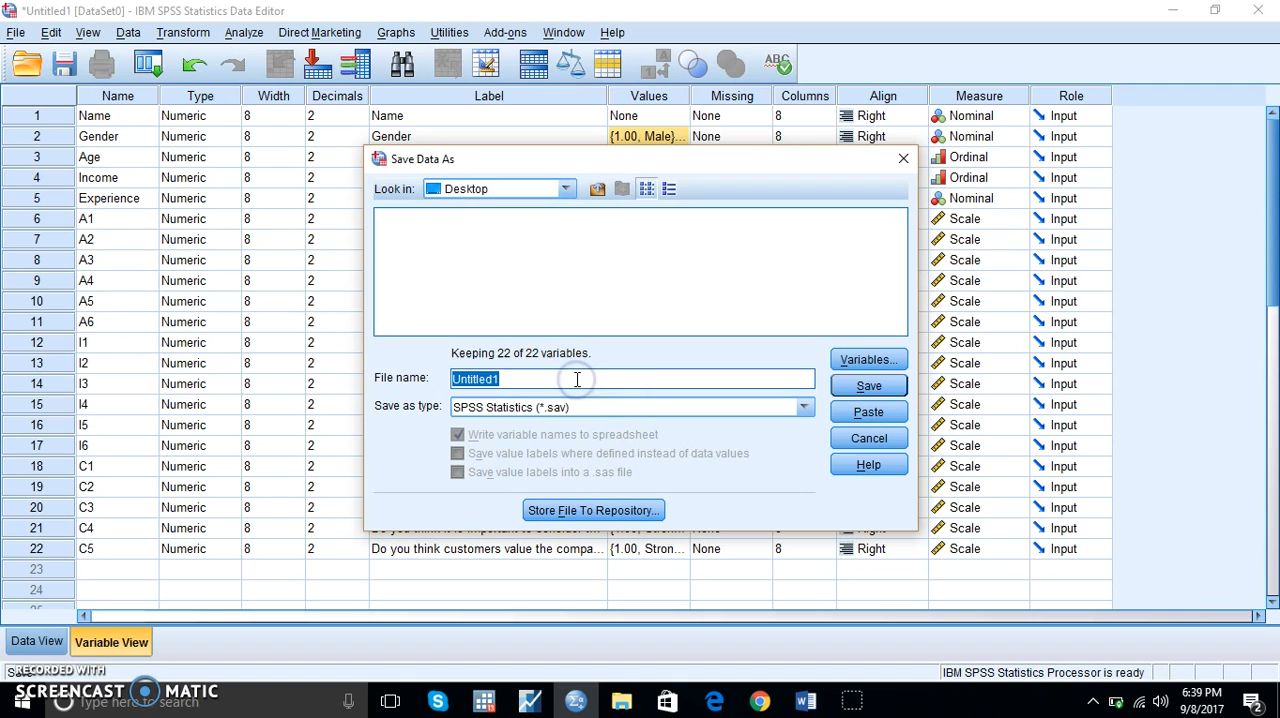 *Untitled1 [DataSet0] - IBM SPSS Statistics Data Editor
File Edit View Data Transform Analyze Direct Marketing Graphs Utilities Add-ons Window Help
Name Type Width Decimals Label Values Missing Columns Align Measure Role
1 Name Numeric 8 2 Name None None 8 Right Nominal Input
2 Gender Numeric 8 2 Gender {1.00, Male}... None 8 Right Nominal Input
3 Age Numeric 8 2 Ordinal Input
4 Income Numeric 8 2 Ordinal Input
5 Experience Numeric 8 2 Nominal Input
6 A1 Numeric 8 2 Scale Input
7 A2 Numeric 8 2 Scale Input
8 A3 Numeric 8 2 Scale Input
9 A4 Numeric 8 2 Scale Input
10 A5 Numeric 8 2 Scale Input
11 A6 Numeric 8 2 Scale Input
12 I1 Numeric 8 2 Scale Input
13 I2 Numeric 8 2 Scale Input
14 I3 Numeric 8 2 Scale Input
15 I4 Numeric 8 2 Scale Input
16 I5 Numeric 8 2 Scale Input
17 I6 Numeric 8 2 Scale Input
18 C1 Numeric 8 2 Scale Input
19 C2 Numeric 8 2 Scale Input
20 C3 Numeric 8 2 Scale Input
21 C4 Numeric 8 2 Do you think it is important to consider Scale Input
22 C5 Numeric 8 2 Do you think customers value the compa... {1.00, Stron... None 8 Right Scale Input
23
24
Save Data As
Look in: Desktop
Keeping 22 of 22 variables.
File name: Untitled1
Save as type: SPSS Statistics (*.sav)
Write variable names to spreadsheet
Save value labels where defined instead of data values
Save value labels into a .sas file
Store File To Repository...
Variables...
Save
Paste
Cancel
Help
Data View Variable View
IBM SPSS Statistics Processor is ready
RECORDED WITH
SCREENCAST MATIC
Type here to search
6:39 PM
9/8/2017
2